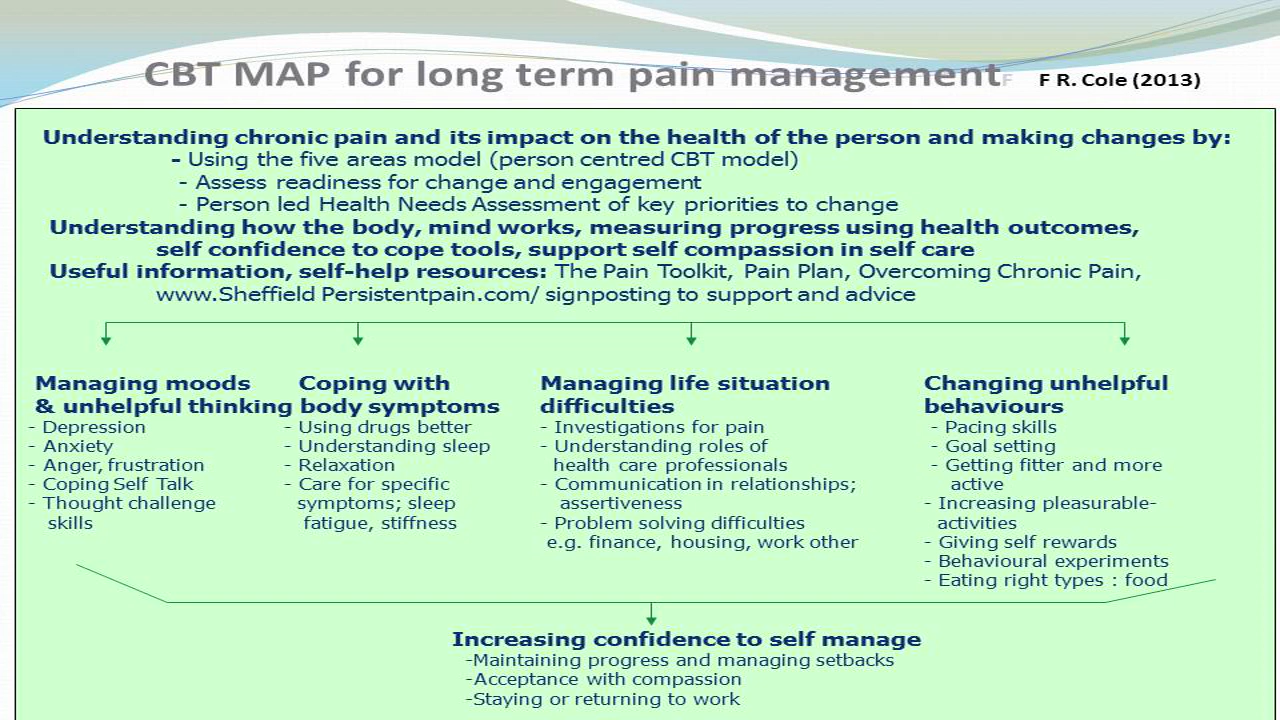 CBT MAP for long term pain managementF F R. Cole (2013)
Understanding chronic pain and its impact on the health of the person and making changes by:
- Using the five areas model (person centred CBT model)
- Assess readiness for change and engagement
- Person led Health Needs Assessment of key priorities to change
Understanding how the body, mind works, measuring progress using health outcomes,
self confidence to cope tools, support self compassion in self care
Useful information, self-help resources: The Pain Toolkit, Pain Plan, Overcoming Chronic Pain,
www.Sheffield Persistentpain.com/ signposting to support and advice
Managing moods
& unhelpful thinking
- Depression
- Anxiety
- Anger, frustration
- Coping Self Talk
- Thought challenge
skills
Coping with
body symptoms
- Using drugs better
- Understanding sleep
- Relaxation
- Care for specific
symptoms; sleep
fatigue, stiffness
Managing life situation
difficulties
- Investigations for pain
- Understanding roles of
health care professionals
- Communication in relationships;
assertiveness
- Problem solving difficulties
e.g. finance, housing, work other
Changing unhelpful
behaviours
- Pacing skills
- Goal setting
- Getting fitter and more
active
- Increasing pleasurable-
activities
- Giving self rewards
- Behavioural experiments
- Eating right types : food
Increasing confidence to self manage
-Maintaining progress and managing setbacks
-Acceptance with compassion
-Staying or returning to work